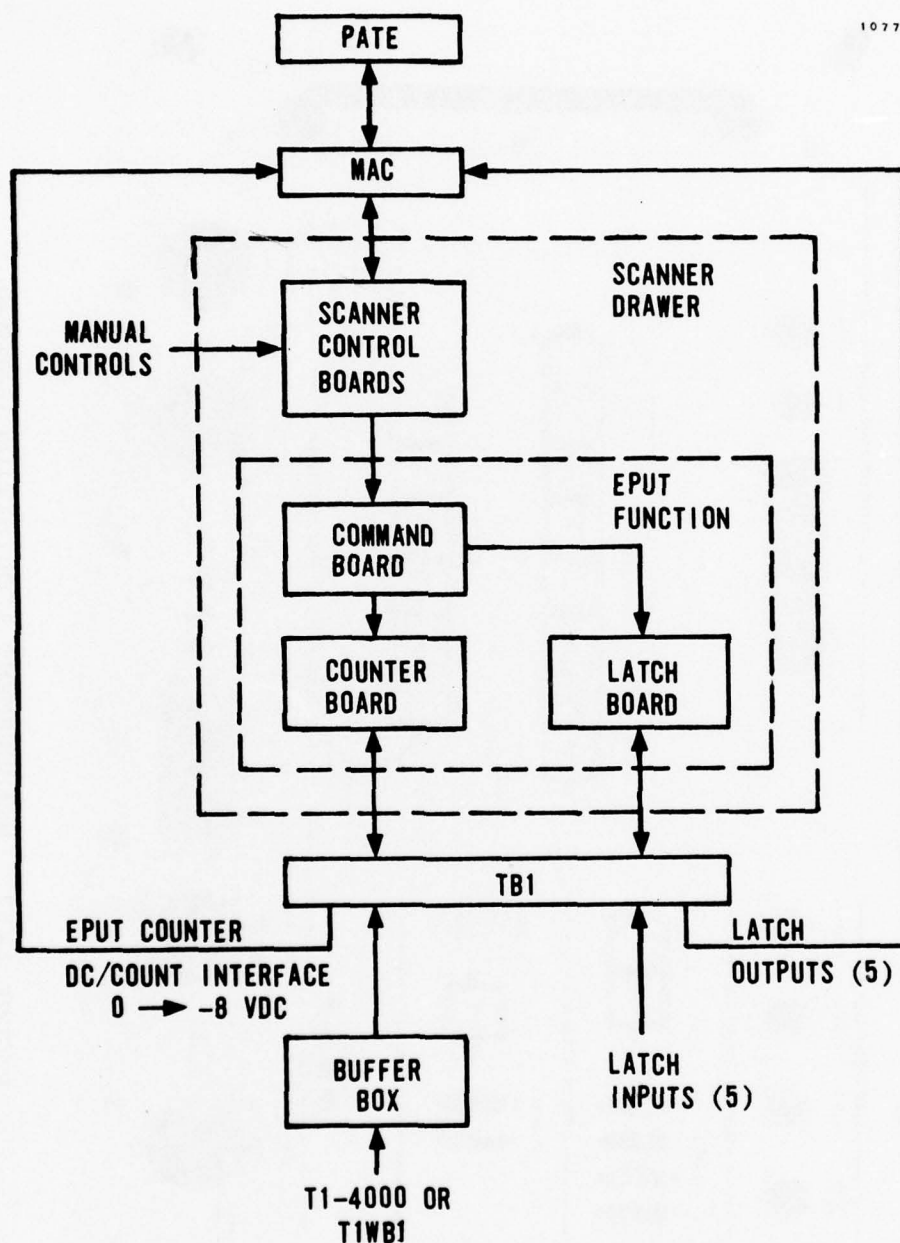 1077
PATE
MAC
SCANNER
DRAWER
SCANNER
CONTROL
BOARDS
MANUAL
CONTROLS
EPUT
FUNCTION
COMMAND
BOARD
COUNTER
BOARD
LATCH
BOARD
TB1
EPUT COUNTER
DC/COUNT INTERFACE
0 → -8 VDC
LATCH
OUTPUTS (5)
BUFFER
BOX
LATCH
INPUTS (5)
T1-4000 OR
T1WB1